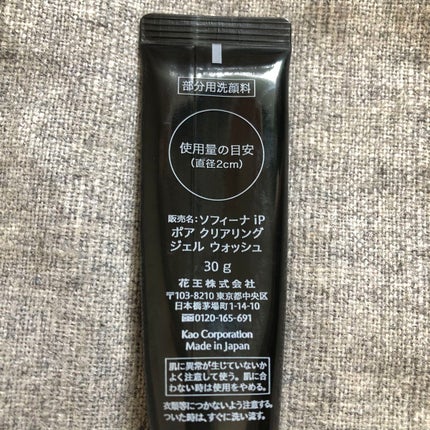 部分用洗顔料
使用量の目安
(直径2cm)
販売名:ソフィーナ iP
ポア クリアリング
ジェル ウォッシュ
30g
花王株式会社
〒103-8210 東京都中央区
日本橋茅場町1-14-10
0120-165-691
Kao Corporation
Made in Japan
肌に異常が生じていないか
よく注意して使う。肌に合
わない時は使用をやめる。
衣類等につかないよう注意する。
ついた時は、すぐに洗い流す。